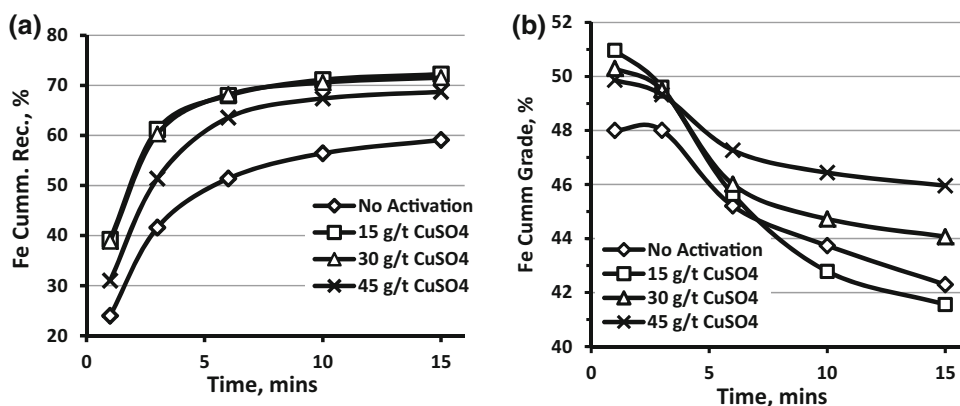 (a)
Fe Cumm. Rec., %
80
70
60
50
40
30
20
0
5
10
15
Time, mins
No Activation
15 g/t CuSO4
30 g/t CuSO4
45 g/t CuSO4
(b)
Fe Cumm Grade, %
52
50
48
46
44
42
40
0
5
10
15
Time, mins
No Activation
15 g/t CuSO4
30 g/t CuSO4
45 g/t CuSO4